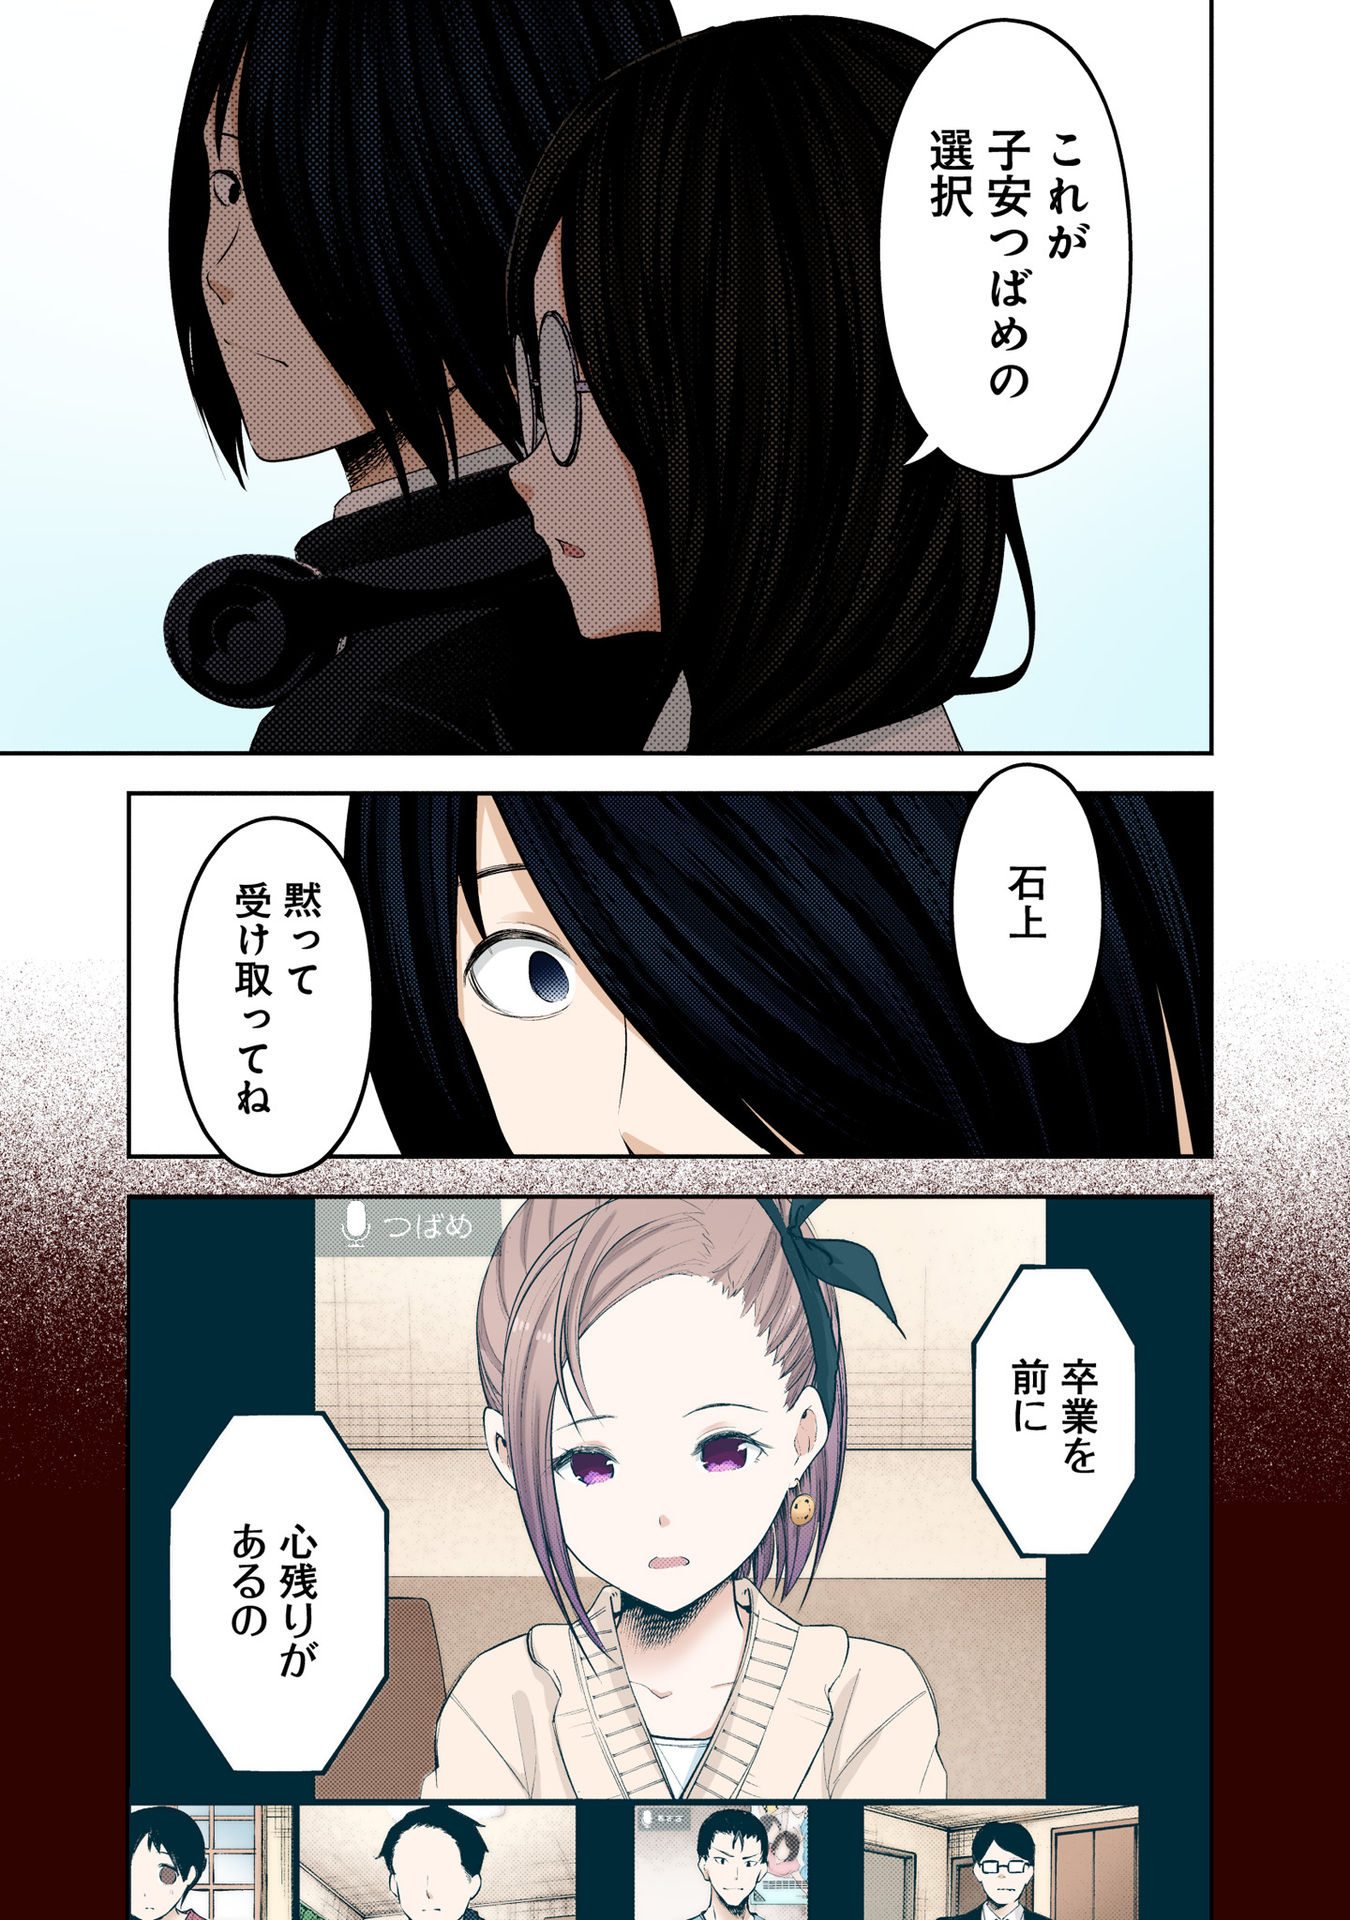 これが
子安つばめの
選択
石上
黙って
受け取ってね
つばめ
卒業を
前に
心残りが
あるの